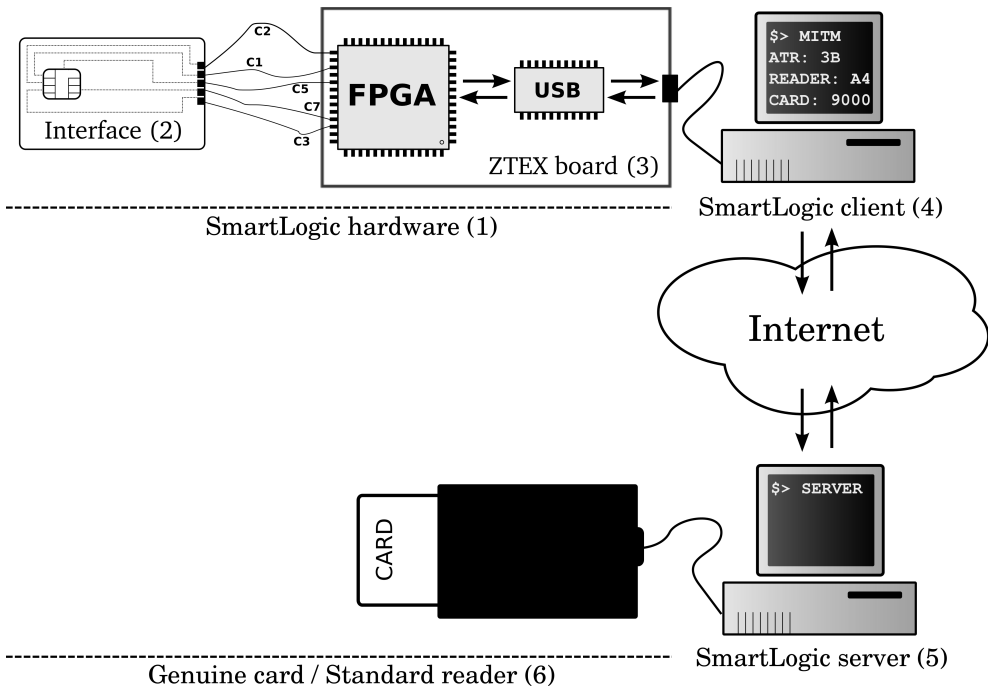 C2
C1
C5
C7
C3
Interface (2)
FPGA
USB
ZTEX board (3)
$> MITM
ATR: 3B
READER: A4
CARD: 9000
SmartLogic client (4)
SmartLogic hardware (1)
Internet
CARD
$> SERVER
SmartLogic server (5)
Genuine card / Standard reader (6)